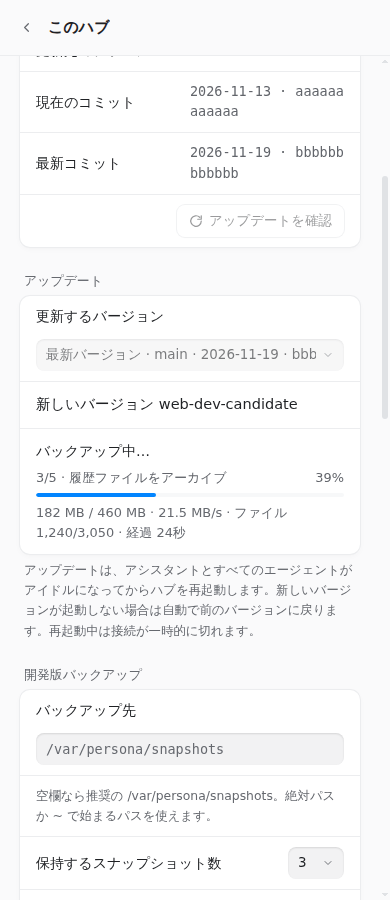 このハブ
現在のコミット
2026-11-13 · aaaaaa
aaaaaa
最新コミット
2026-11-19 · bbbbbb
bbbbbb
アップデートを確認
アップデート
更新するバージョン
最新バージョン · main · 2026-11-19 · bbb
新しいバージョン web-dev-candidate
バックアップ中…
3/5 · 履歴ファイルをアーカイブ 39%
182 MB / 460 MB · 21.5 MB/s · ファイル
1,240/3,050 · 経過 24秒
アップデートは、アシスタントとすべてのエージェントが
アイドルになってからハブを再起動します。新しいバージ
ョンが起動しない場合は自動で前のバージョンに戻りま
す。再起動中は接続が一時的に切れます。
開発版バックアップ
バックアップ先
/var/persona/snapshots
空欄なら推奨の /var/persona/snapshots。絶対パス
か ~ で始まるパスを使えます。
保持するスナップショット数
3